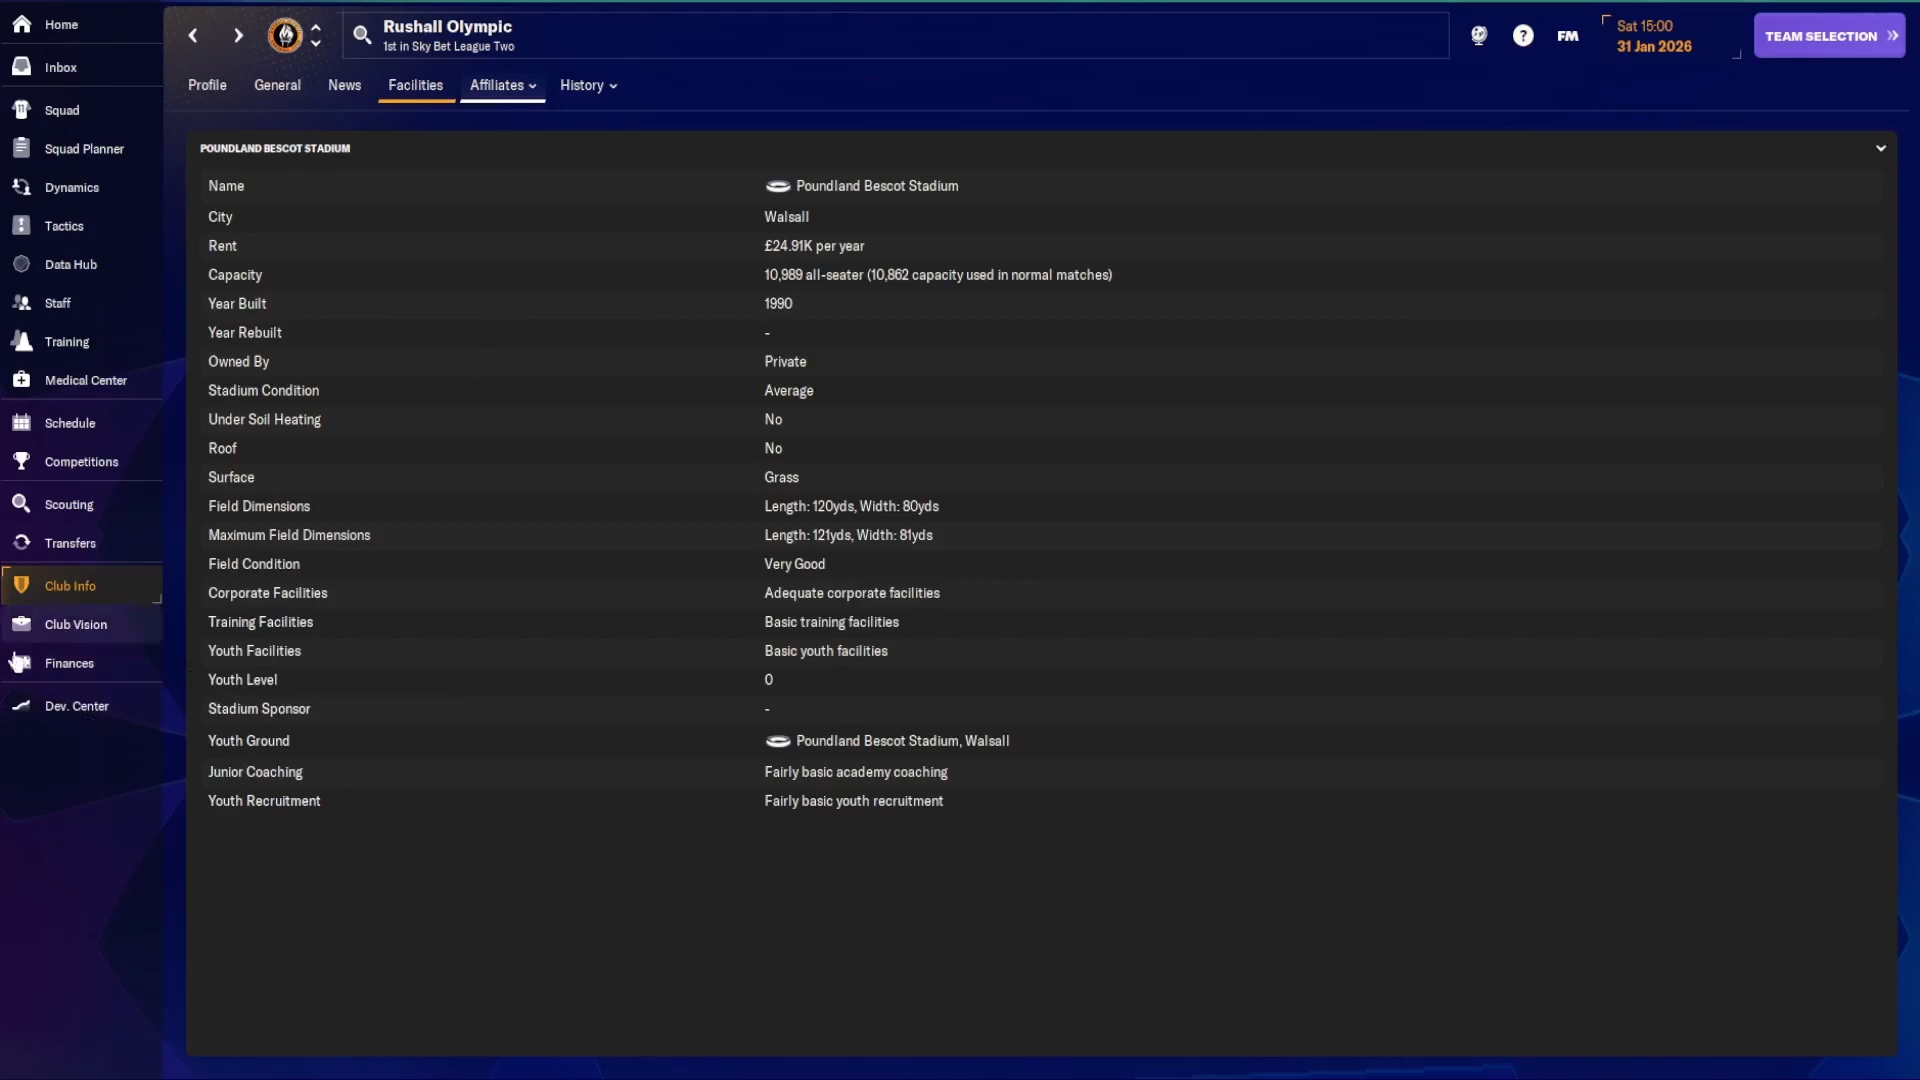 Home
Inbox
Squad
Squad Planner
Dynamics
Tactics
Data Hub
Staff
Training
Medical Center
Schedule
Competitions
Scouting
Transfers
Club Info
Club Vision
Finances
Dev. Center
Rushall Olympic
1st in Sky Bet League Two
?
FM
Sat 15:00
31 Jan 2026
TEAM SELECTION
Profile General News Facilities Affiliates History
POUNDLAND BESCOT STADIUM
Name Poundland Bescot Stadium
City Walsall
Rent £24.91K per year
Capacity 10,989 all-seater (10,862 capacity used in normal matches)
Year Built 1990
Year Rebuilt -
Owned By Private
Stadium Condition Average
Under Soil Heating No
Roof No
Surface Grass
Field Dimensions Length: 120yds, Width: 80yds
Maximum Field Dimensions Length: 121yds, Width: 81yds
Field Condition Very Good
Corporate Facilities Adequate corporate facilities
Training Facilities Basic training facilities
Youth Facilities Basic youth facilities
Youth Level 0
Stadium Sponsor -
Youth Ground Poundland Bescot Stadium, Walsall
Junior Coaching Fairly basic academy coaching
Youth Recruitment Fairly basic youth recruitment